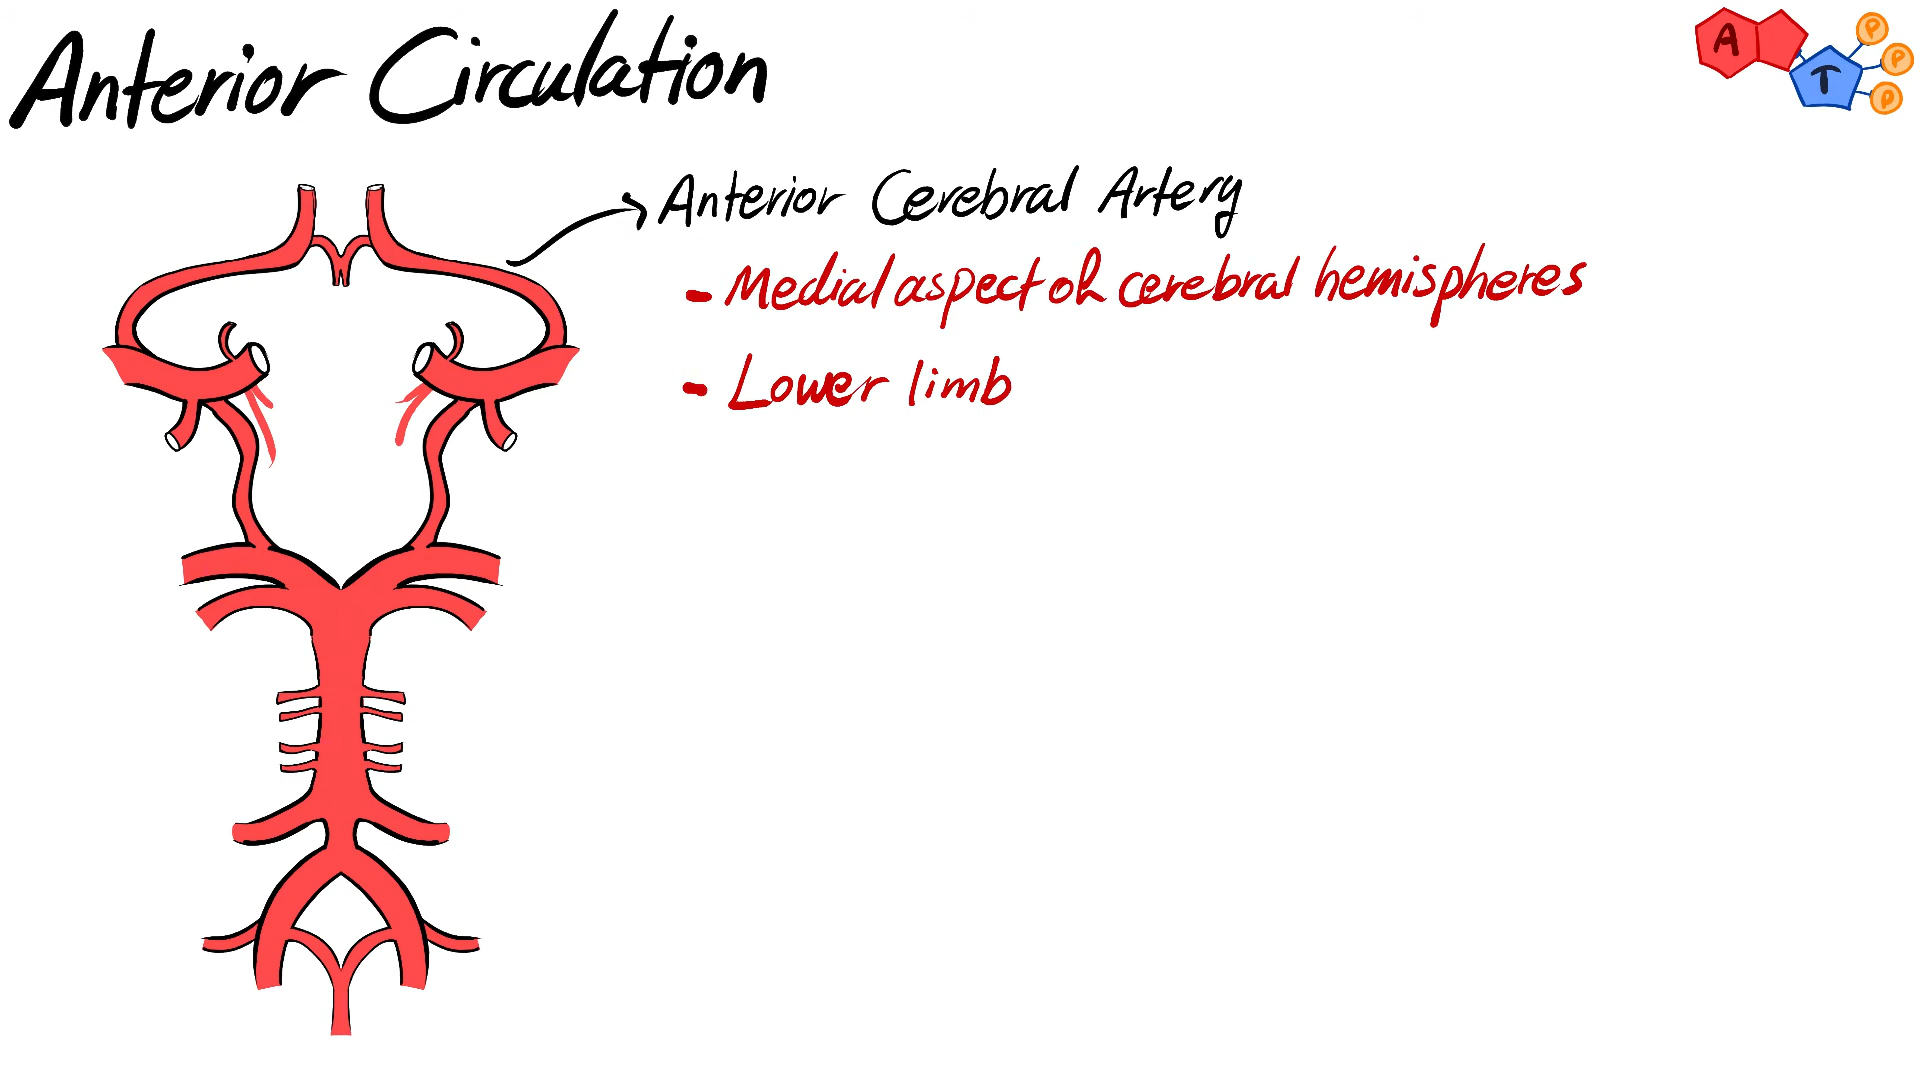 Anterior Circulation
A T P P P
Anterior Cerebral Artery
- Medial aspect of cerebral hemispheres
- Lower limb